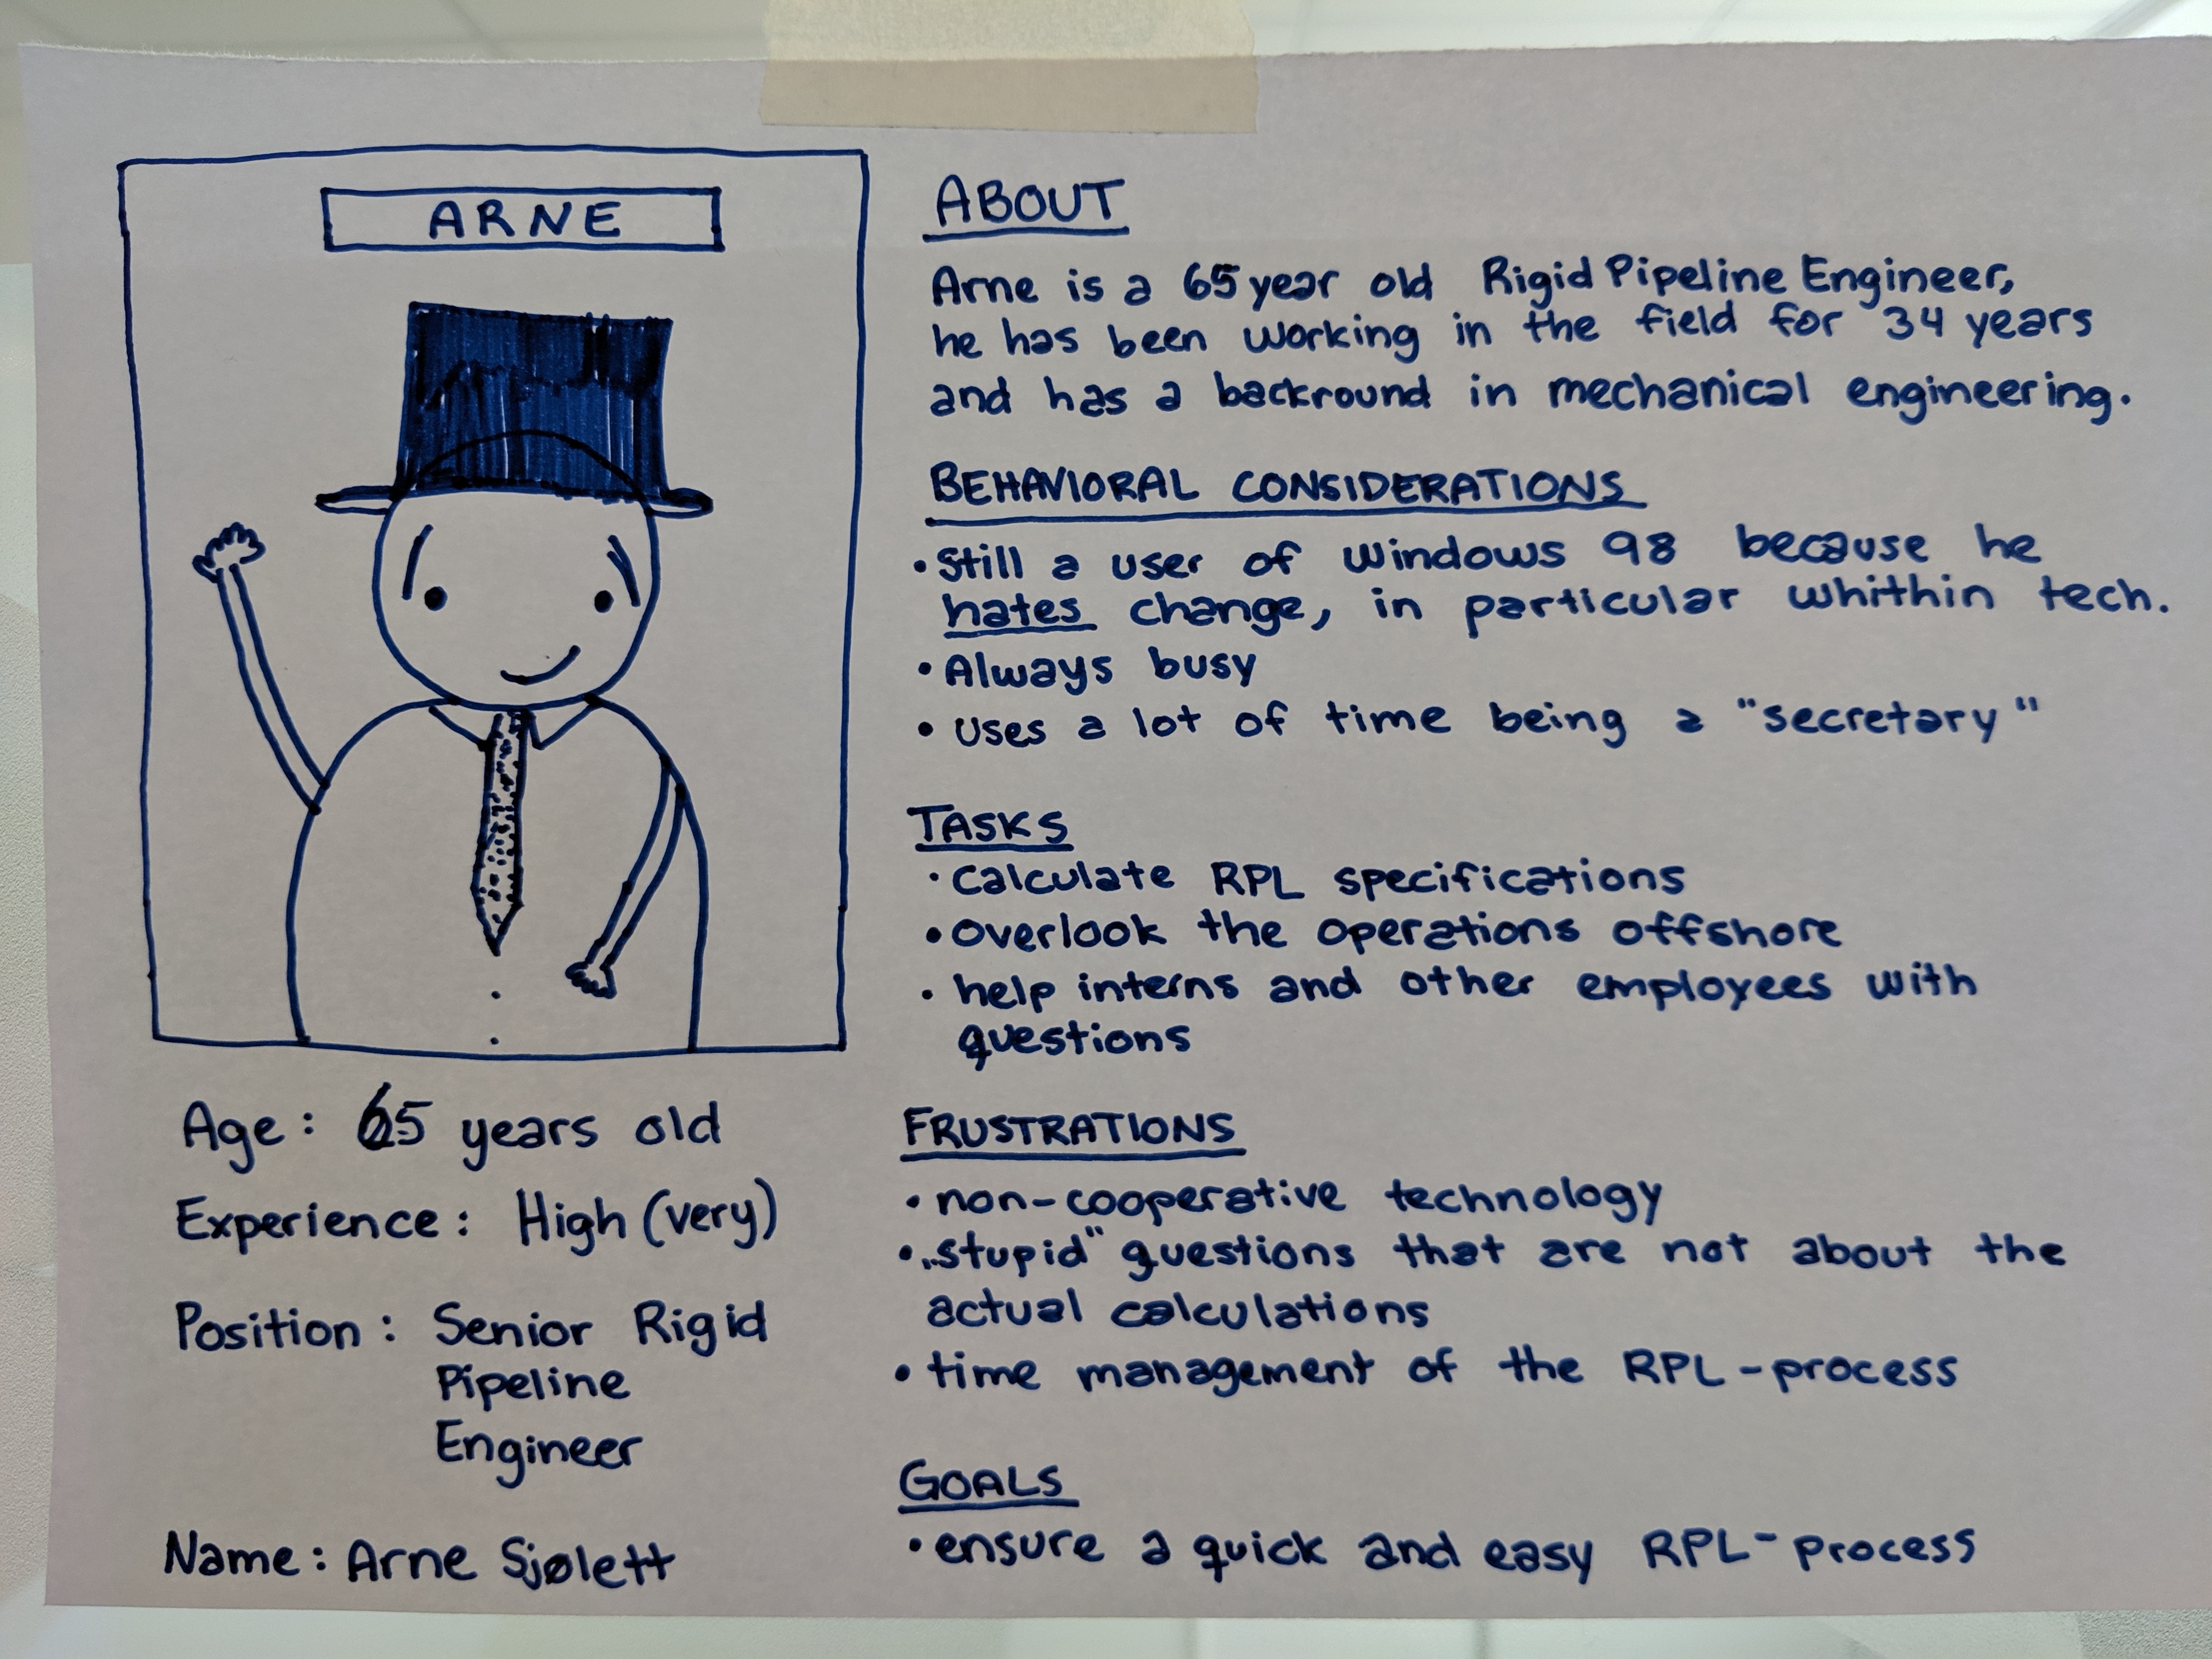 ARNE
Age: 65 years old
Experience: High (very)
Position: Senior Rigid
Pipeline
Engineer
Name: Arne Sjølett
ABOUT
Arne is a 65 year old Rigid Pipeline Engineer,
he has been working in the field for 34 years
and has a backround in mechanical engineering.
BEHAVIORAL CONSIDERATIONS
• Still a user of Windows 98 because he
hates change, in particular whithin tech.
• Always busy
• Uses a lot of time being a "secretary"
TASKS
• Calculate RPL specifications
• overlook the operations offshore
• help interns and other employees with
questions
FRUSTRATIONS
• non-cooperative technology
• „stupid" questions that are not about the
actual calculations
• time management of the RPL-process
GOALS
• ensure a quick and easy RPL-process